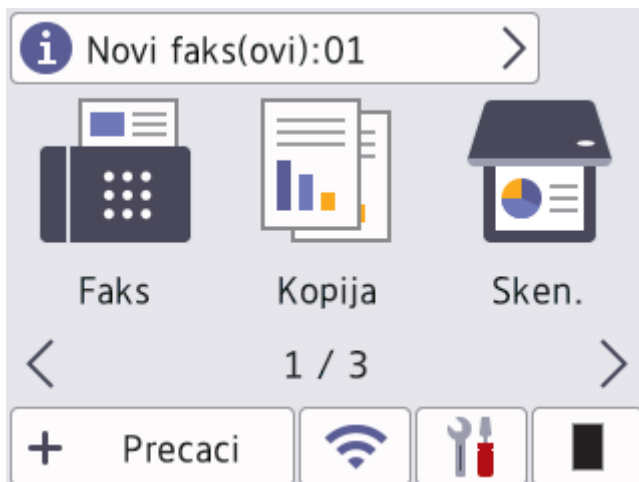 Novi faks(ovi):01
Faks
Kopija
Sken.
1 / 3
Precaci